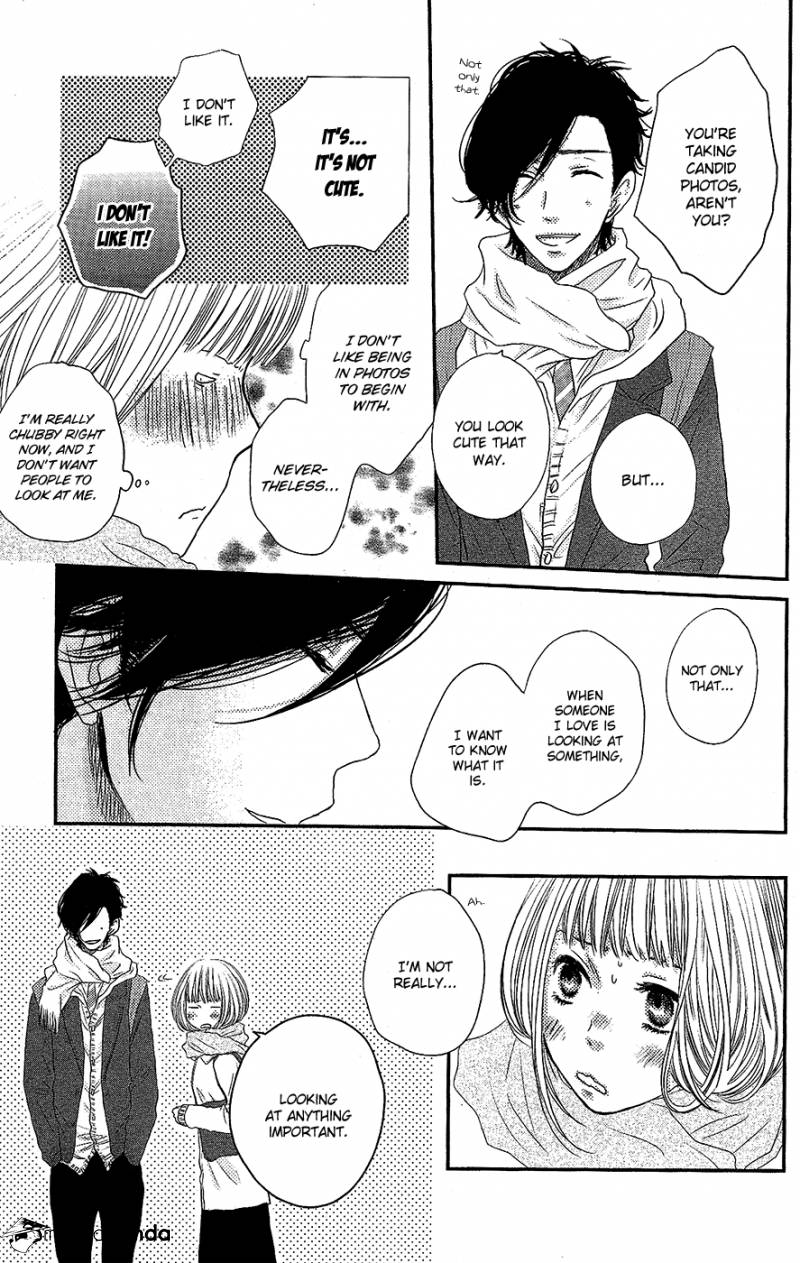 Not
only
that.
YOU'RE
TAKING
CANDID
PHOTOS,
AREN'T
YOU?
BUT...
YOU LOOK
CUTE THAT
WAY.
IT'S...
IT'S NOT
CUTE.
I DON'T
LIKE IT.
I DON'T
LIKE IT!
I DON'T
LIKE BEING
IN PHOTOS
TO BEGIN
WITH.
NEVER-
THELESS...
I'M REALLY
CHUBBY RIGHT
NOW, AND I
DON'T WANT
PEOPLE TO
LOOK AT ME.
NOT ONLY
THAT...
WHEN
SOMEONE
I LOVE IS
LOOKING AT
SOMETHING,
I WANT
TO KNOW
WHAT IT
IS.
Ah.
I'M NOT
REALLY...
LOOKING
AT ANYTHING
IMPORTANT.